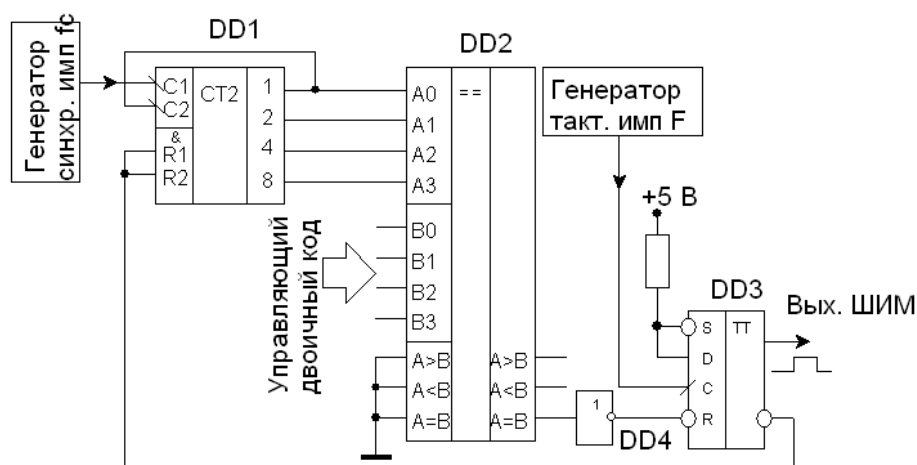 Генератор
синхр. имп fc
DD1
C1
C2
&
R1
R2
CT2
1
2
4
8
DD2
A0
A1
A2
A3
B0
B1
B2
B3
A>B
A<B
A=B
==
A>B
A<B
A=B
Управляющий
двоичный код
Генератор
такт. имп F
+5 В
1
DD4
DD3
S
D
C
R
TT
Вых. ШИМ